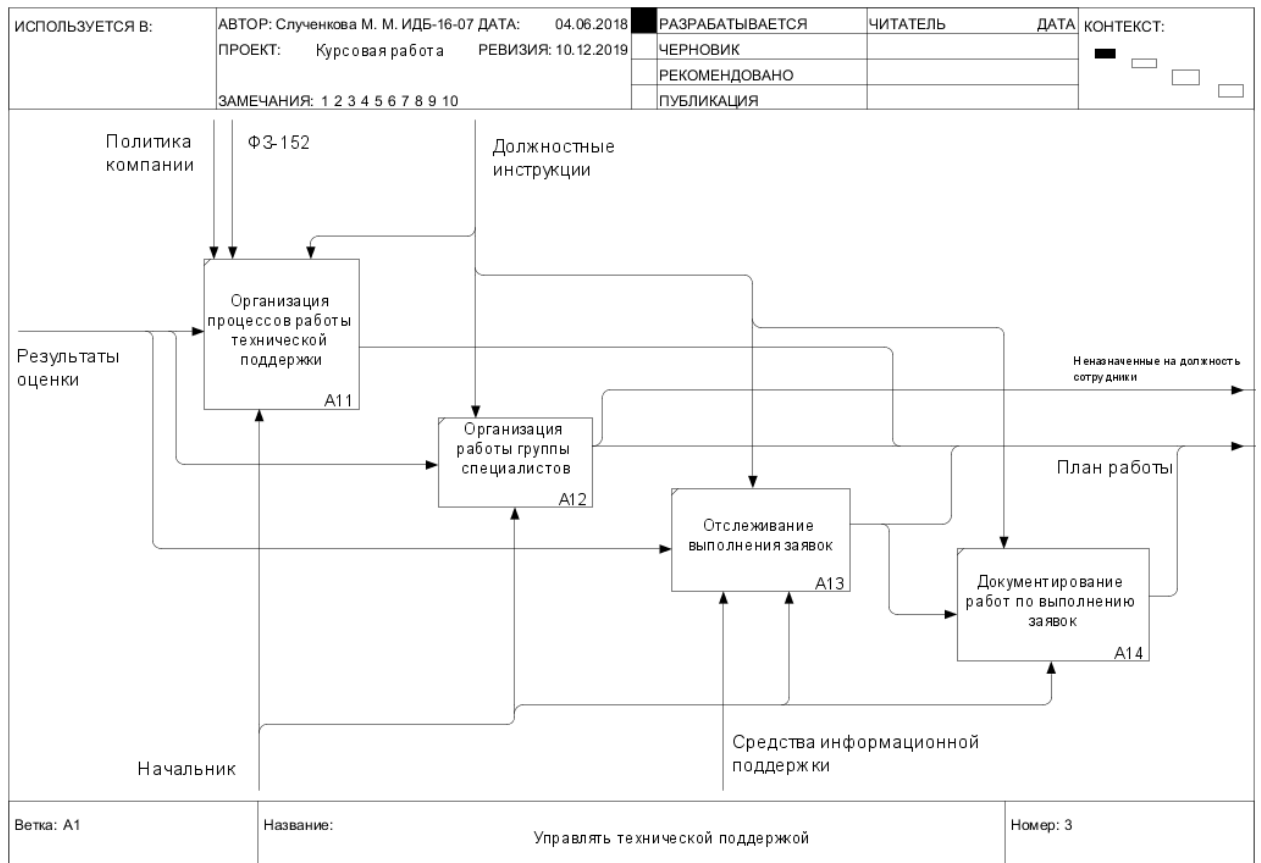 ИСПОЛЬЗУЕТСЯ В:
АВТОР: Слученкова М. М. ИДБ-16-07 ДАТА: 04.06.2018
ПРОЕКТ: Курсовая работа РЕВИЗИЯ: 10.12.2019
ЗАМЕЧАНИЯ: 1 2 3 4 5 6 7 8 9 10
РАЗРАБАТЫВАЕТСЯ
ЧЕРНОВИК
РЕКОМЕНДОВАНО
ПУБЛИКАЦИЯ
ЧИТАТЕЛЬ ДАТА
КОНТЕКСТ:
Политика
компании
ФЗ-152
Должностные
инструкции
Организация
процессов работы
технической
поддержки
A11
Результаты
оценки
Неназначенные на должность
сотрудники
Организация
работы группы
специалистов
A12
План работы
Отслеживание
выполнения заявок
A13
Документирование
работ по выполнению
заявок
A14
Начальник
Средства информационной
поддержки
Ветка: A1
Название:
Управлять технической поддержкой
Номер: 3